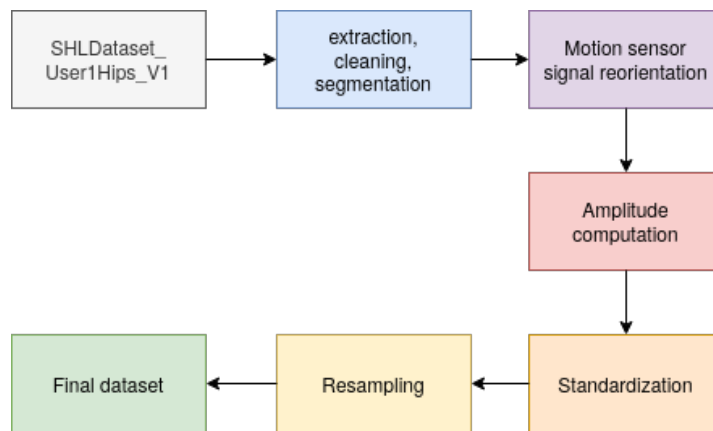 SHLDataset_
User1Hips_V1
extraction,
cleaning,
segmentation
Motion sensor
signal reorientation
Amplitude
computation
Standardization
Resampling
Final dataset